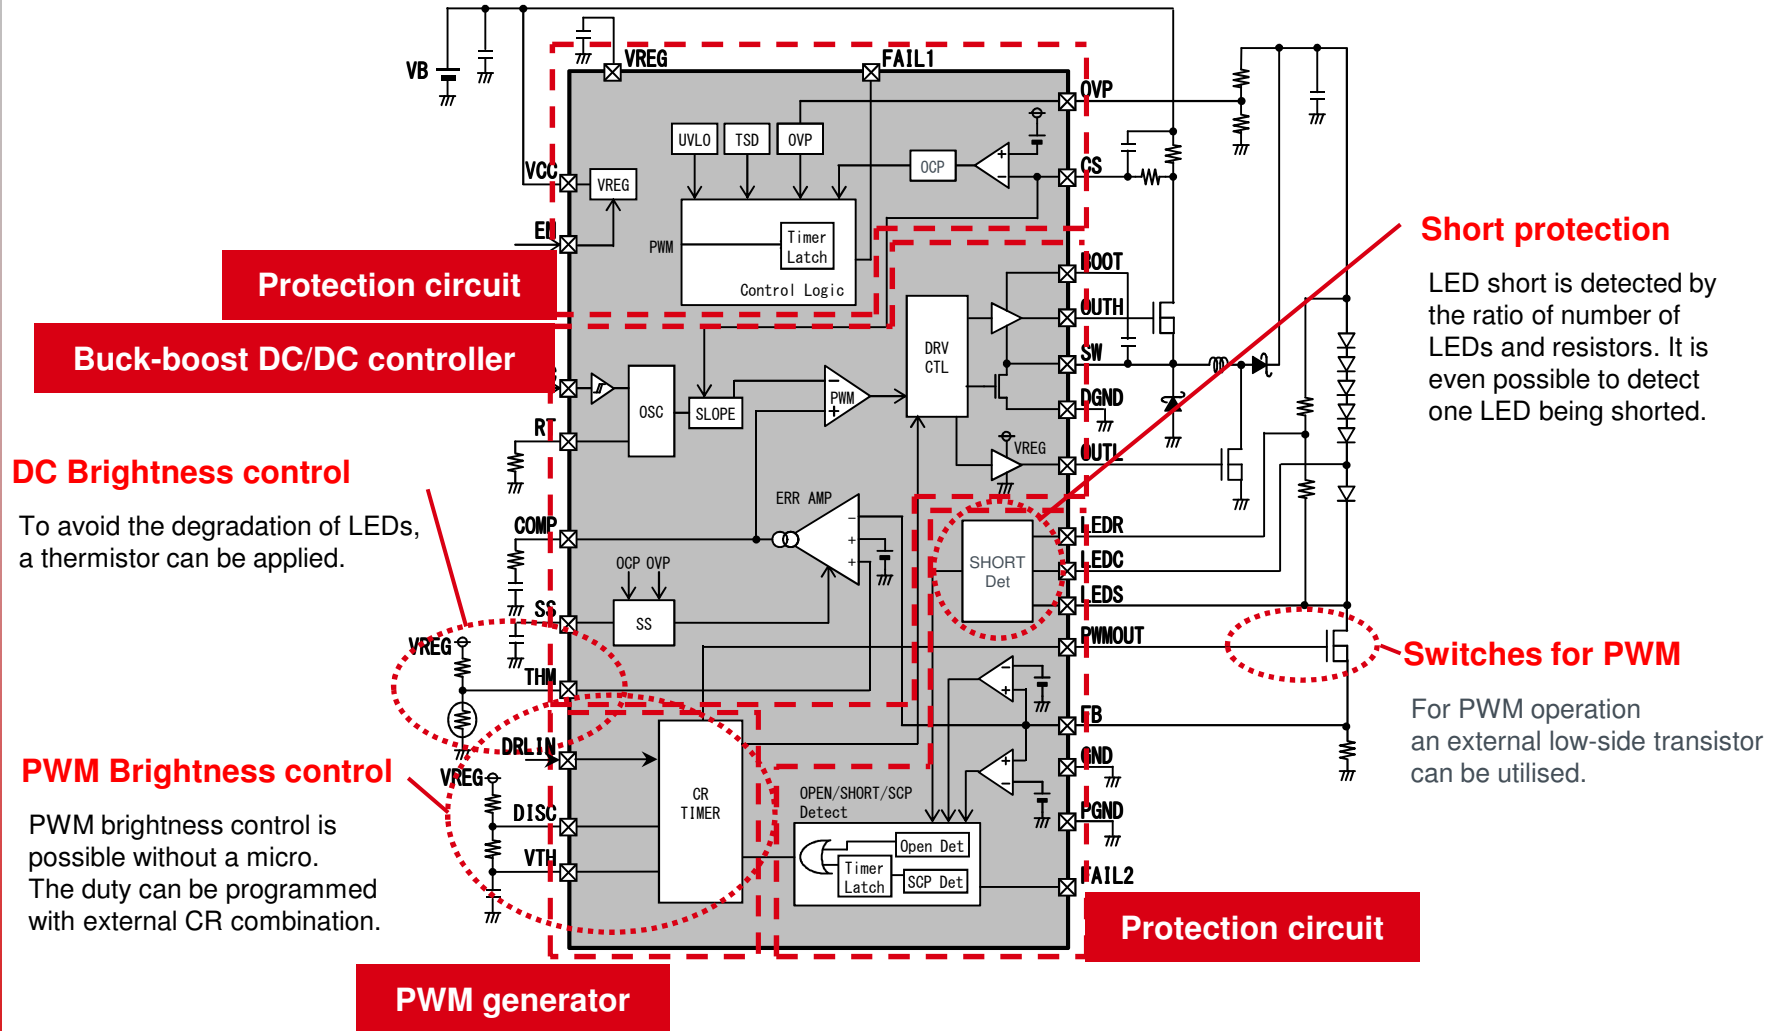 VREG
FAIL1
VB
OVP
UVLO
TSD
OVP
OCP
CS
VCC
VREG
PWM
Timer
Latch
Control Logic
Protection circuit
Short protection
LED short is detected by
the ratio of number of
LEDs and resistors. It is
even possible to detect
one LED being shorted.
BOOT
OUTH
DRV
CTL
SW
Buck-boost DC/DC controller
OSC
SLOPE
PWM
DGND
RT
VREG
OUTL
DC Brightness control
To avoid the degradation of LEDs,
a thermistor can be applied.
ERR AMP
COMP
LEDR
SHORT
Det
LEDC
OCP OVP
SS
SS
LEDS
PWMOUT
VREG
THM
Switches for PWM
For PWM operation
an external low-side transistor
can be utilised.
FB
DRLIN
GND
PWM Brightness control
PWM brightness control is
possible without a micro.
The duty can be programmed
with external CR combination.
VREG
CR
TIMER
OPEN/SHORT/SCP
Detect
DISC
PGND
Open Det
VTH
Timer
Latch
SCP Det
FAIL2
Protection circuit
PWM generator